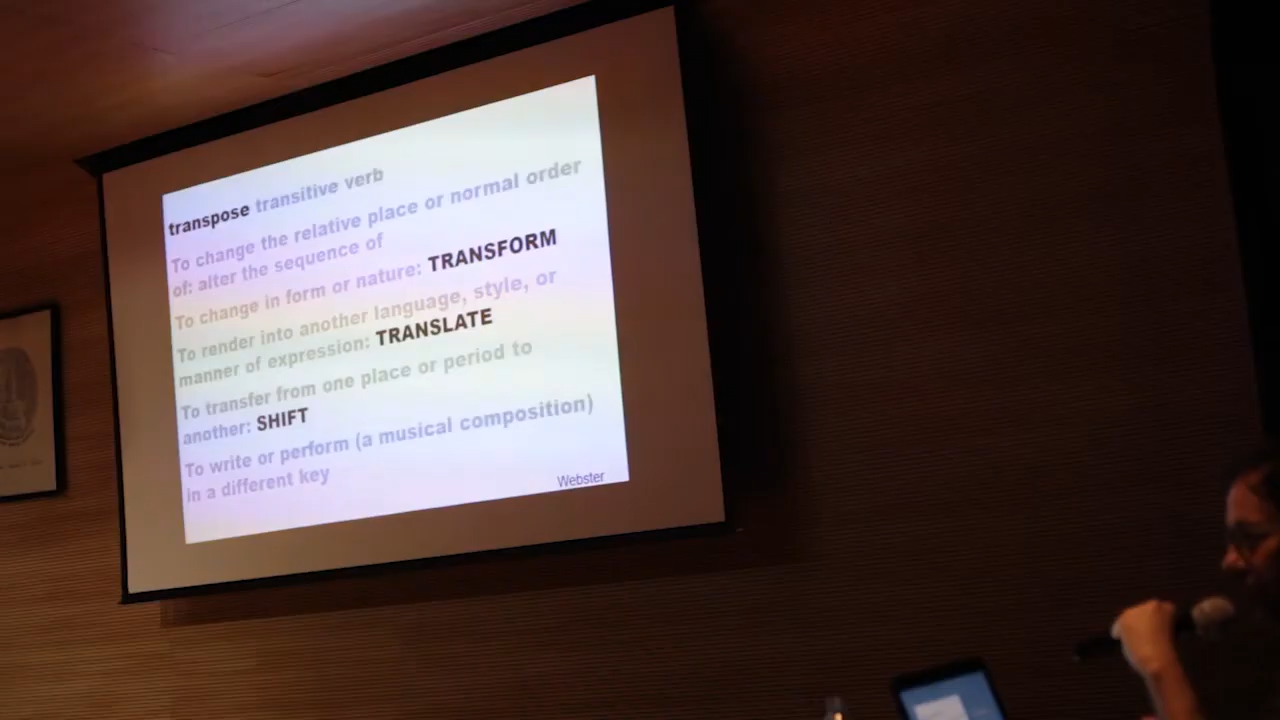 transpose transitive verb
To change the relative place or normal order
of: alter the sequence of
To change in form or nature: TRANSFORM
To render into another language, style, or
manner of expression: TRANSLATE
To transfer from one place or period to
another: SHIFT
To write or perform (a musical composition)
in a different key
Webster